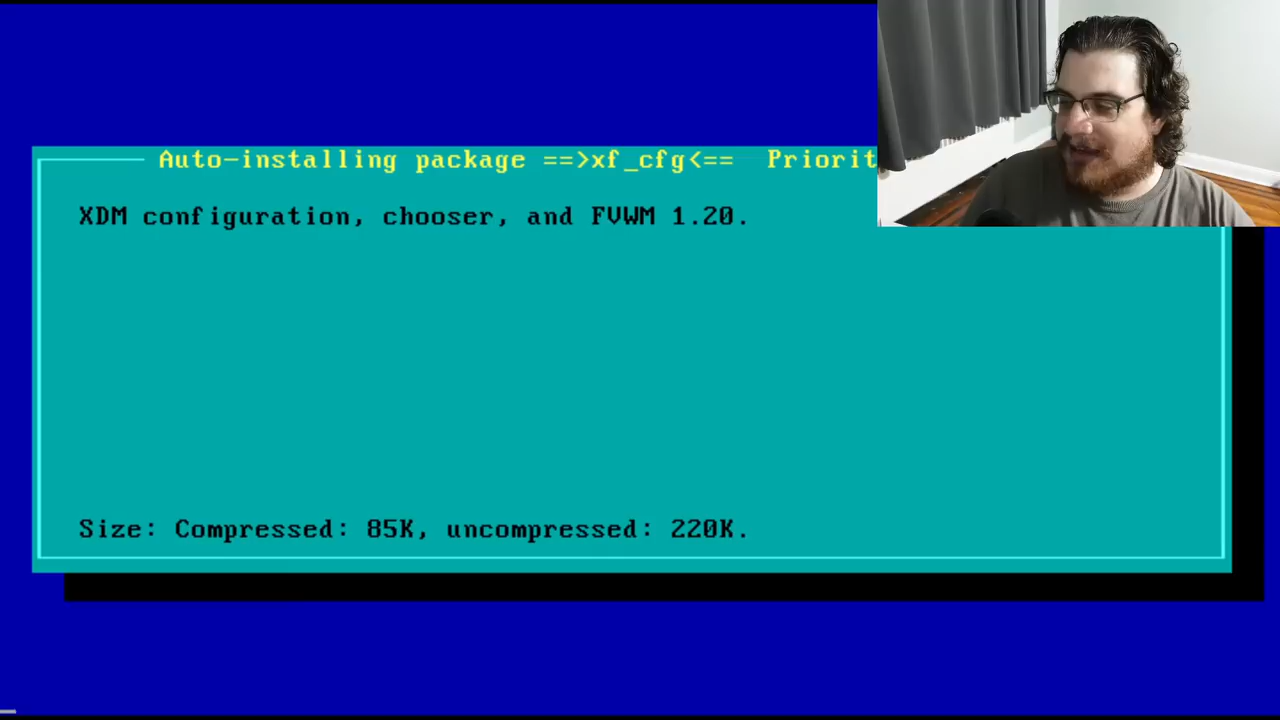 Auto-installing package ==>xf_cfg<== Priorit
XDM configuration, chooser, and FVWM 1.20.
Size: Compressed: 85K, uncompressed: 220K.